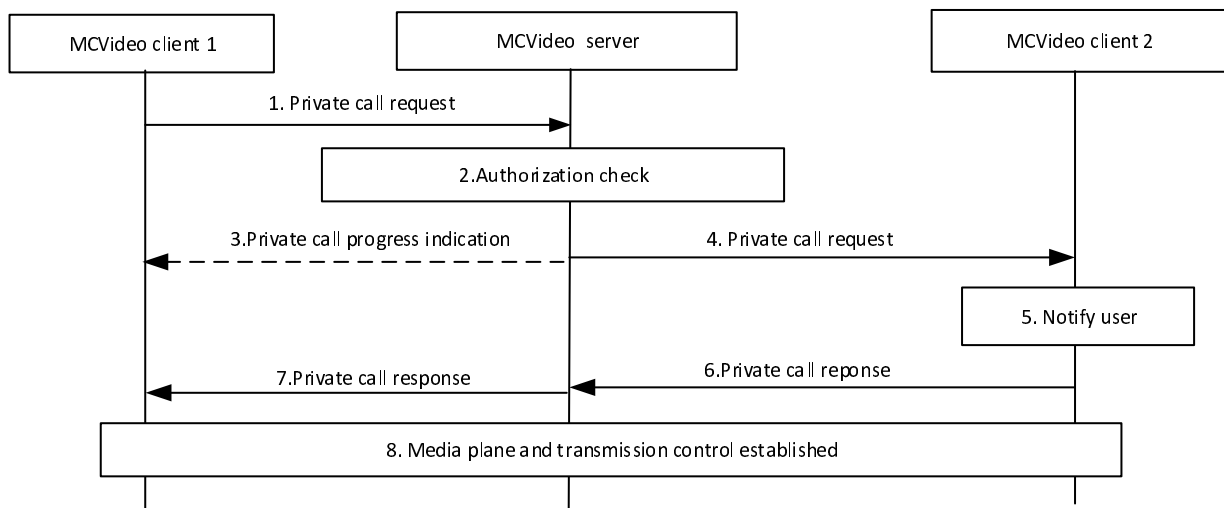 MCVideo client 1
MCVideo server
MCVideo client 2
1. Private call request
2.Authorization check
3.Private call progress indication
4. Private call request
5. Notify user
6.Private call reponse
7.Private call response
8. Media plane and transmission control established